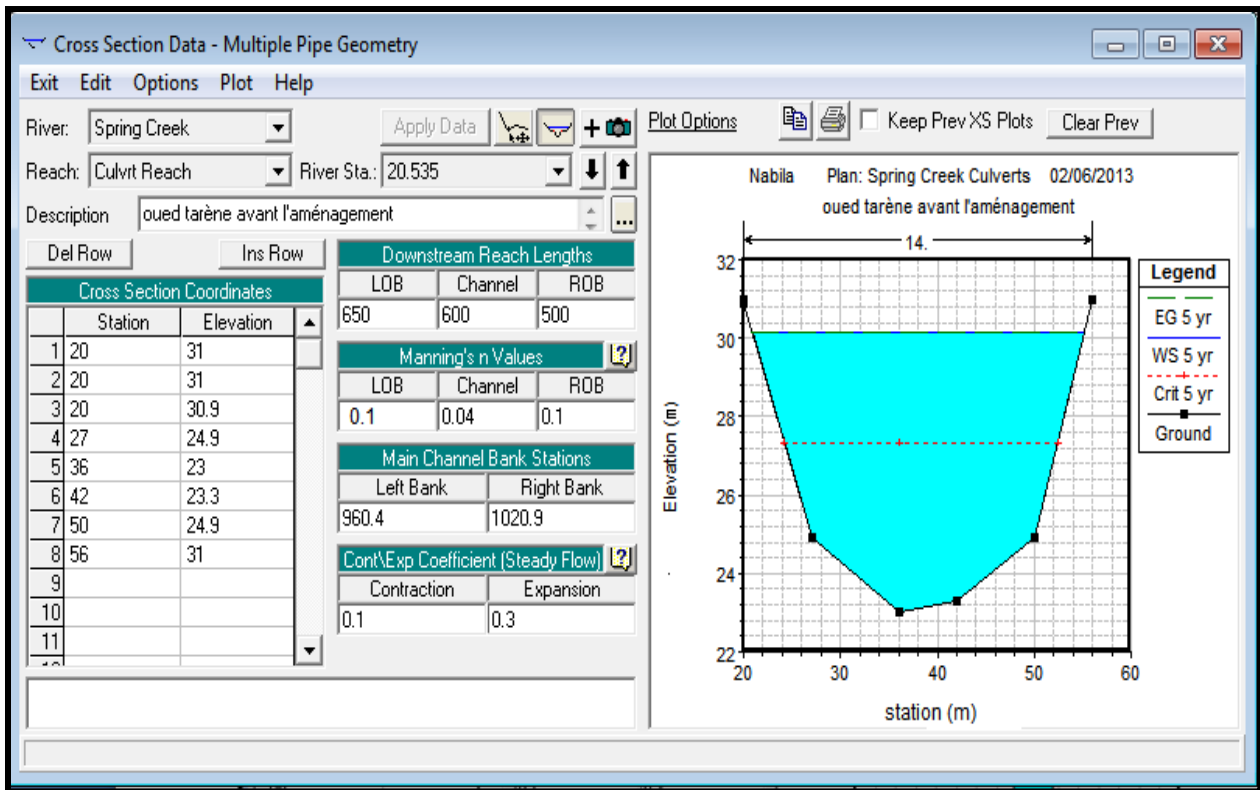 Cross Section Data - Multiple Pipe Geometry
Exit Edit Options Plot Help
River: Spring Creek Apply Data
Reach: Culvrt Reach River Sta.: 20.535
Description oued tarène avant l'aménagement ...
Del Row Ins Row
Cross Section Coordinates
Station Elevation
1 20 31
2 20 31
3 20 30.9
4 27 24.9
5 36 23
6 42 23.3
7 50 24.9
8 56 31
9
10
11
Downstream Reach Lengths
LOB Channel ROB
650 600 500
Manning's n Values
LOB Channel ROB
0.1 0.04 0.1
Main Channel Bank Stations
Left Bank Right Bank
960.4 1020.9
Cont\Exp Coefficient (Steady Flow)
Contraction Expansion
0.1 0.3
Plot Options Keep Prev XS Plots Clear Prev
Nabila Plan: Spring Creek Culverts 02/06/2013
oued tarène avant l'aménagement
14.
32
30
28
26
24
22
Elevation (m)
20 30 40 50 60
station (m)
Legend
EG 5 yr
WS 5 yr
Crit 5 yr
Ground